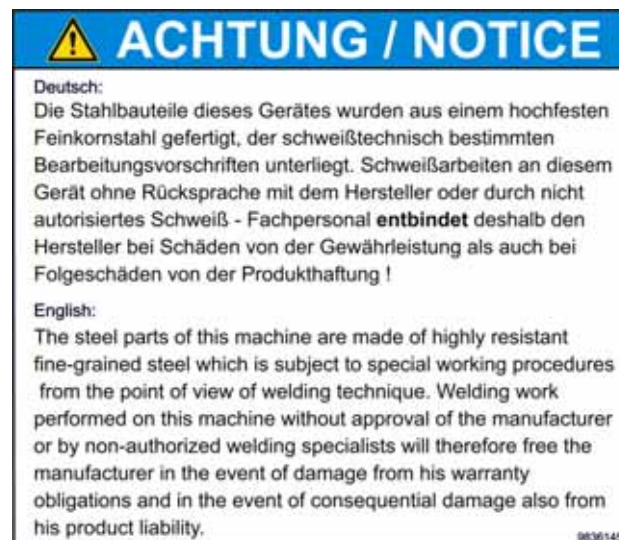 ACHTUNG / NOTICE
Deutsch:
Die Stahlbauteile dieses Gerätes wurden aus einem hochfesten
Feinkornstahl gefertigt, der schweißtechnisch bestimmten
Bearbeitungsvorschriften unterliegt. Schweißarbeiten an diesem
Gerät ohne Rücksprache mit dem Hersteller oder durch nicht
autorisiertes Schweiß - Fachpersonal entbindet deshalb den
Hersteller bei Schäden von der Gewährleistung als auch bei
Folgeschäden von der Produkthaftung !
English:
The steel parts of this machine are made of highly resistant
fine-grained steel which is subject to special working procedures
from the point of view of welding technique. Welding work
performed on this machine without approval of the manufacturer
or by non-authorized welding specialists will therefore free the
manufacturer in the event of damage from his warranty
obligations and in the event of consequential damage also from
his product liability.
9836145